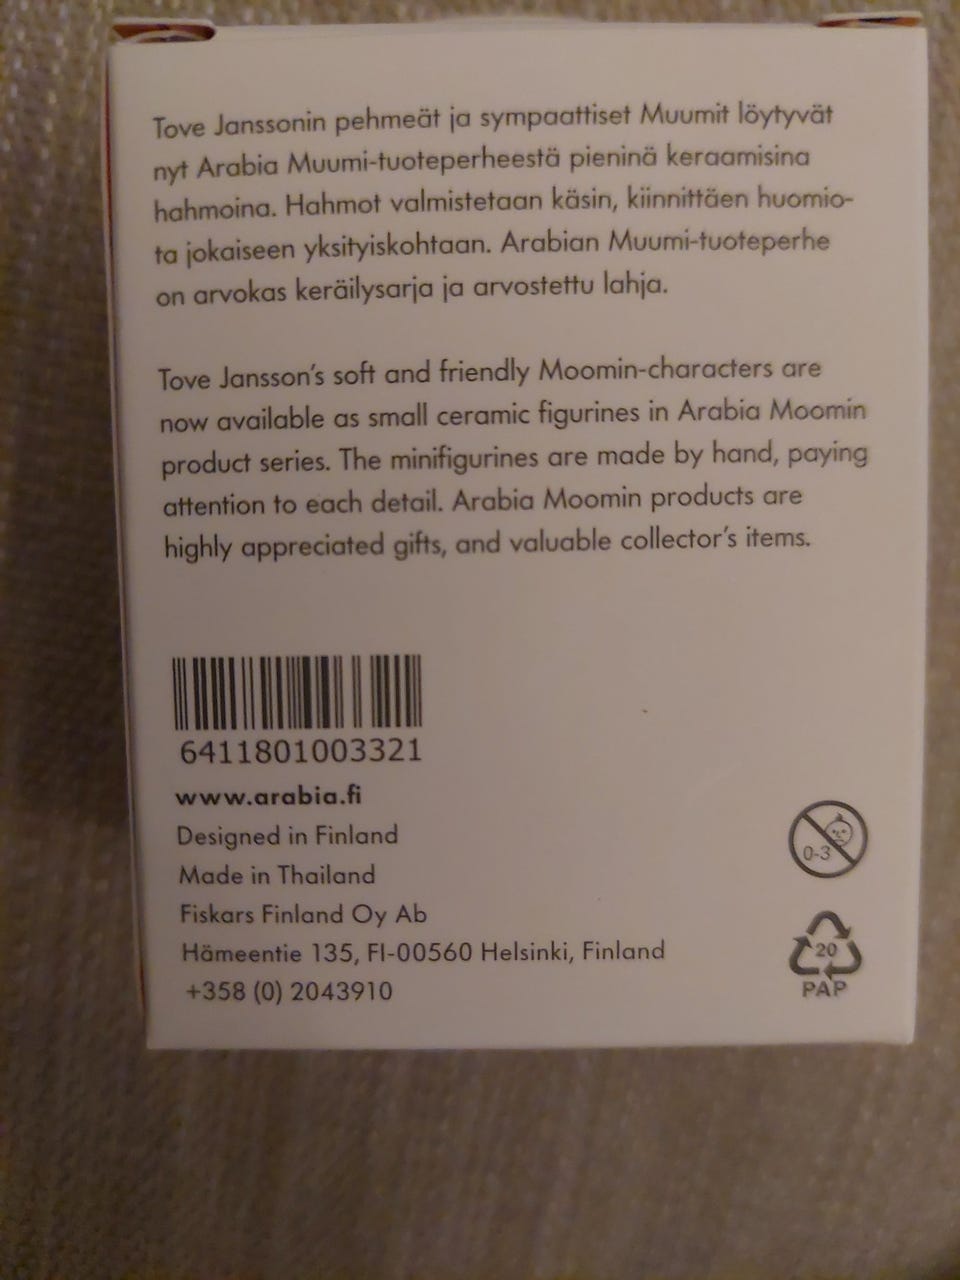 Tove Janssonin pehmeät ja sympaattiset Muumit löytyvät
nyt Arabia Muumi-tuoteperheestä pieninä keraamisina
hahmoina. Hahmot valmistetaan käsin, kiinnittäen huomio-
ta jokaiseen yksityiskohtaan. Arabian Muumi-tuoteperhe
on arvokas keräilysarja ja arvostettu lahja.
Tove Jansson's soft and friendly Moomin-characters are
now available as small ceramic figurines in Arabia Moomin
product series. The minifigurines are made by hand, paying
attention to each detail. Arabia Moomin products are
highly appreciated gifts, and valuable collector's items.
6411801003321
www.arabia.fi
Designed in Finland
Made in Thailand
Fiskars Finland Oy Ab
Hämeentie 135, FI-00560 Helsinki, Finland
+358 (0) 2043910
0-3
20
PAP